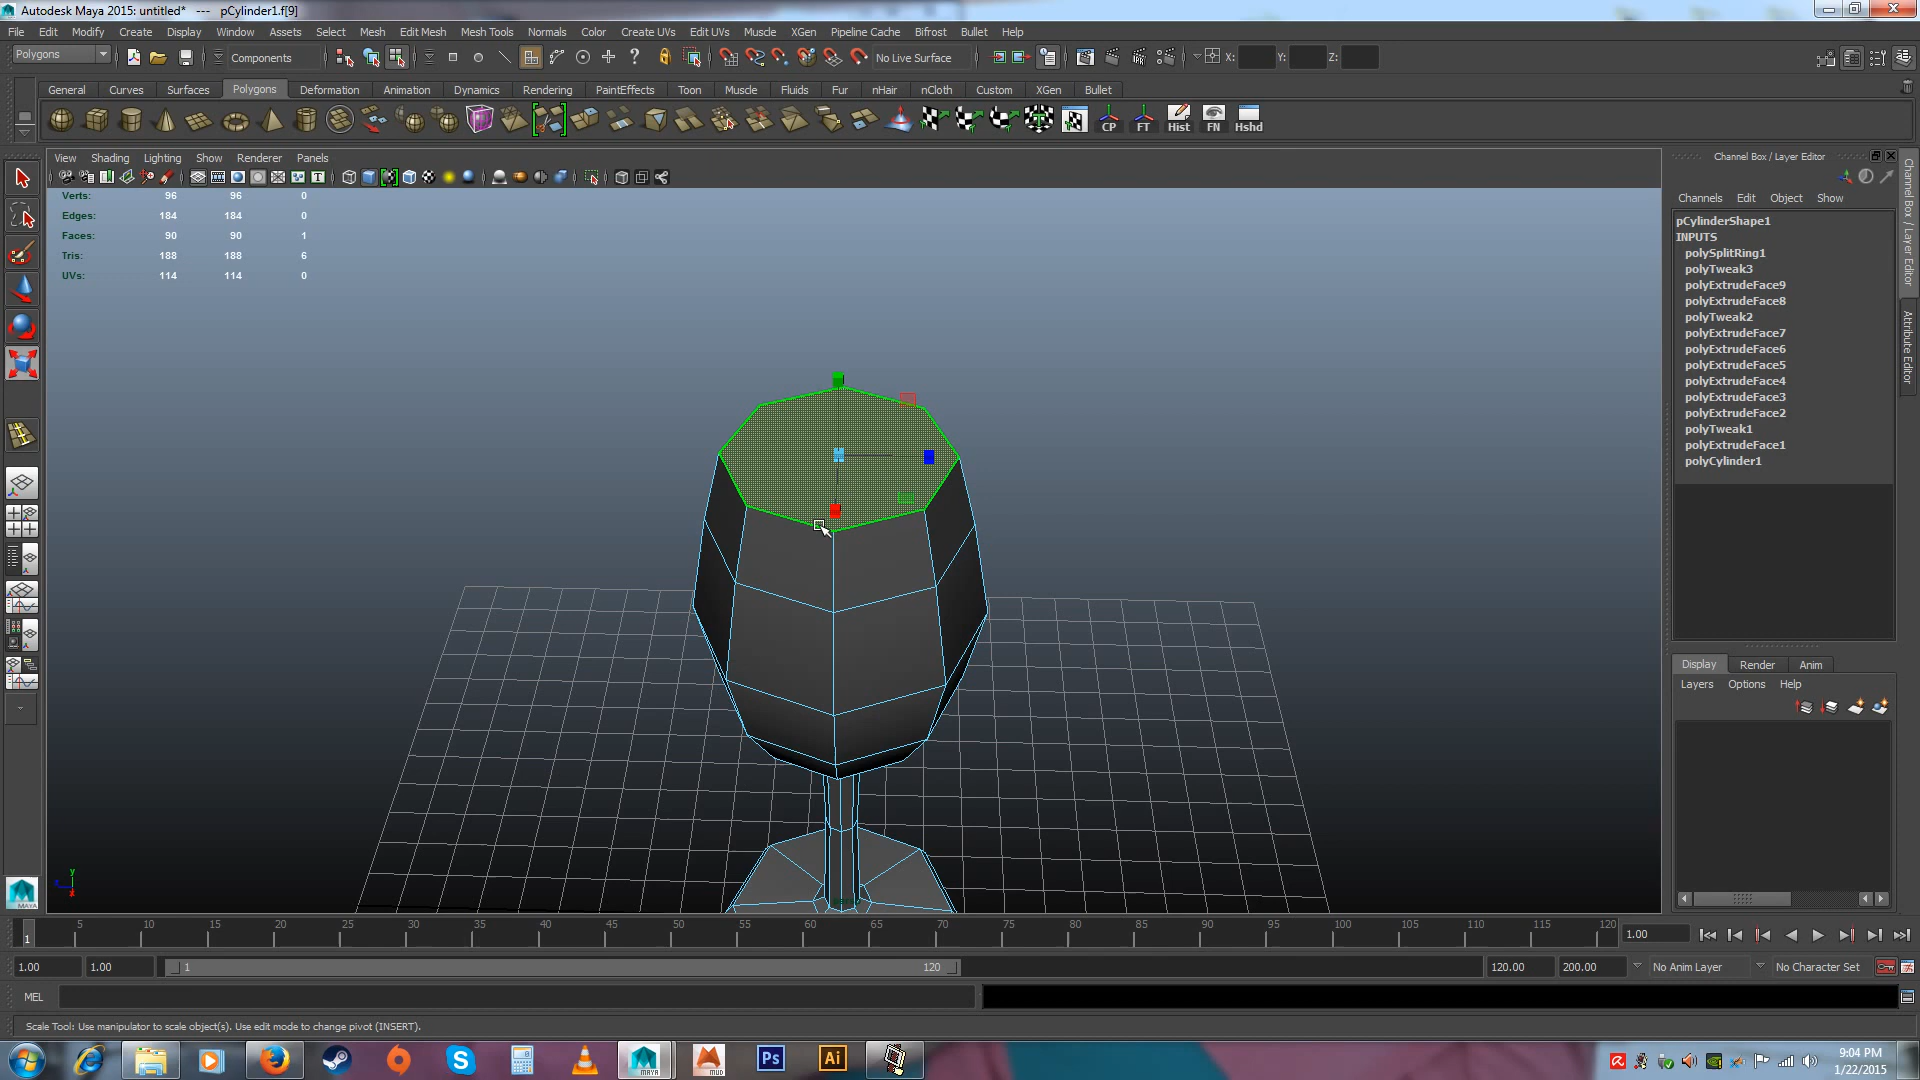 Autodesk Maya 2015: untitled*   ---   pCylinder1.f[9]
File Edit Modify Create Display Window Assets Select Mesh Edit Mesh Mesh Tools Normals Color Create UVs Edit UVs Muscle XGen Pipeline Cache Bifrost Bullet Help
Polygons Components No Live Surface X: Y: Z:
General Curves Surfaces Polygons Deformation Animation Dynamics Rendering PaintEffects Toon Muscle Fluids Fur nHair nCloth Custom XGen Bullet
CP FT Hist FN Hshd
View Shading Lighting Show Renderer Panels
Verts: 96 96 0
Edges: 184 184 0
Faces: 90 90 1
Tris: 188 188 6
UVs: 114 114 0
Channel Box / Layer Editor
Channels Edit Object Show
pCylinderShape1
INPUTS
polySplitRing1
polyTweak3
polyExtrudeFace9
polyExtrudeFace8
polyTweak2
polyExtrudeFace7
polyExtrudeFace6
polyExtrudeFace5
polyExtrudeFace4
polyExtrudeFace3
polyExtrudeFace2
polyTweak1
polyExtrudeFace1
polyCylinder1
Channel Box / Layer Editor
Attribute Editor
Display Render Anim
Layers Options Help
y
MAYA
1 5 10 15 20 25 30 35 40 45 50 55 60 65 70 75 80 85 90 95 100 105 110 115 120 1.00
1.00 1.00 1 120 120.00 200.00 No Anim Layer No Character Set
MEL
Scale Tool: Use manipulator to scale object(s). Use edit mode to change pivot (INSERT).
MAYA MUD Ps Ai
9:04 PM
1/22/2015